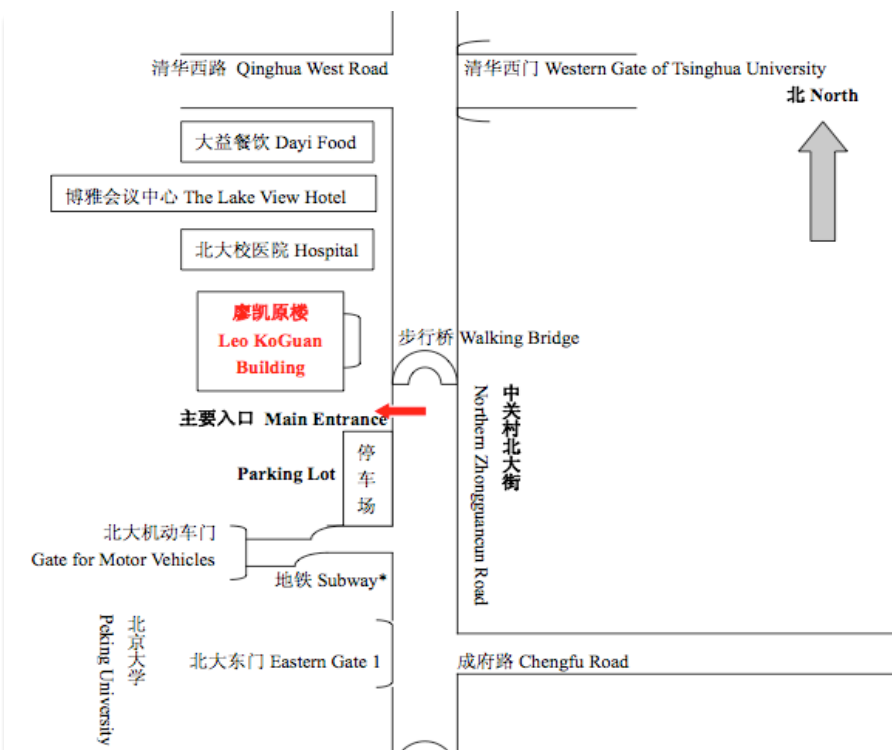 清华西路 Qinghua West Road
清华西门 Western Gate of Tsinghua University
北 North
大益餐饮 Dayi Food
博雅会议中心 The Lake View Hotel
北大校医院 Hospital
廖凯原楼
Leo KoGuan
Building
步行桥 Walking Bridge
主要入口 Main Entrance
中关村北大街
Northern Zhongguancun Road
Parking Lot
停车场
北大机动车门
Gate for Motor Vehicles
地铁 Subway*
北京大学
Peking University
北大东门 Eastern Gate 1
成府路 Chengfu Road